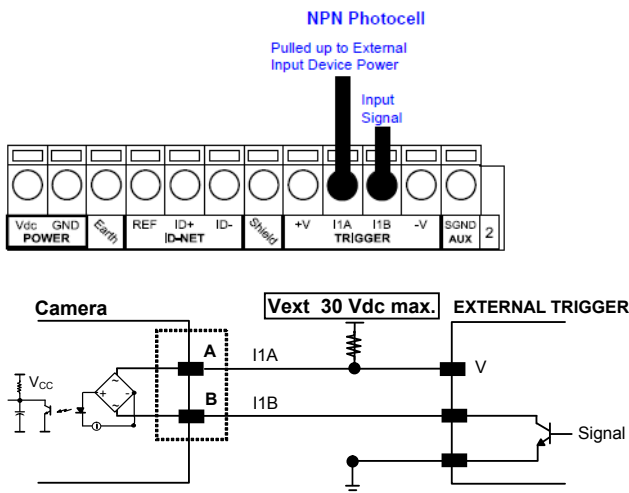 NPN Photocell
Pulled up to External
Input Device Power
Input
Signal
Vdc GND Earth REF ID+ ID- Shield +V I1A I1B -V SGND 2
POWER ID-NET TRIGGER AUX
Camera
Vext 30 Vdc max.
EXTERNAL TRIGGER
A I1A V
VCC
B I1B
Signal